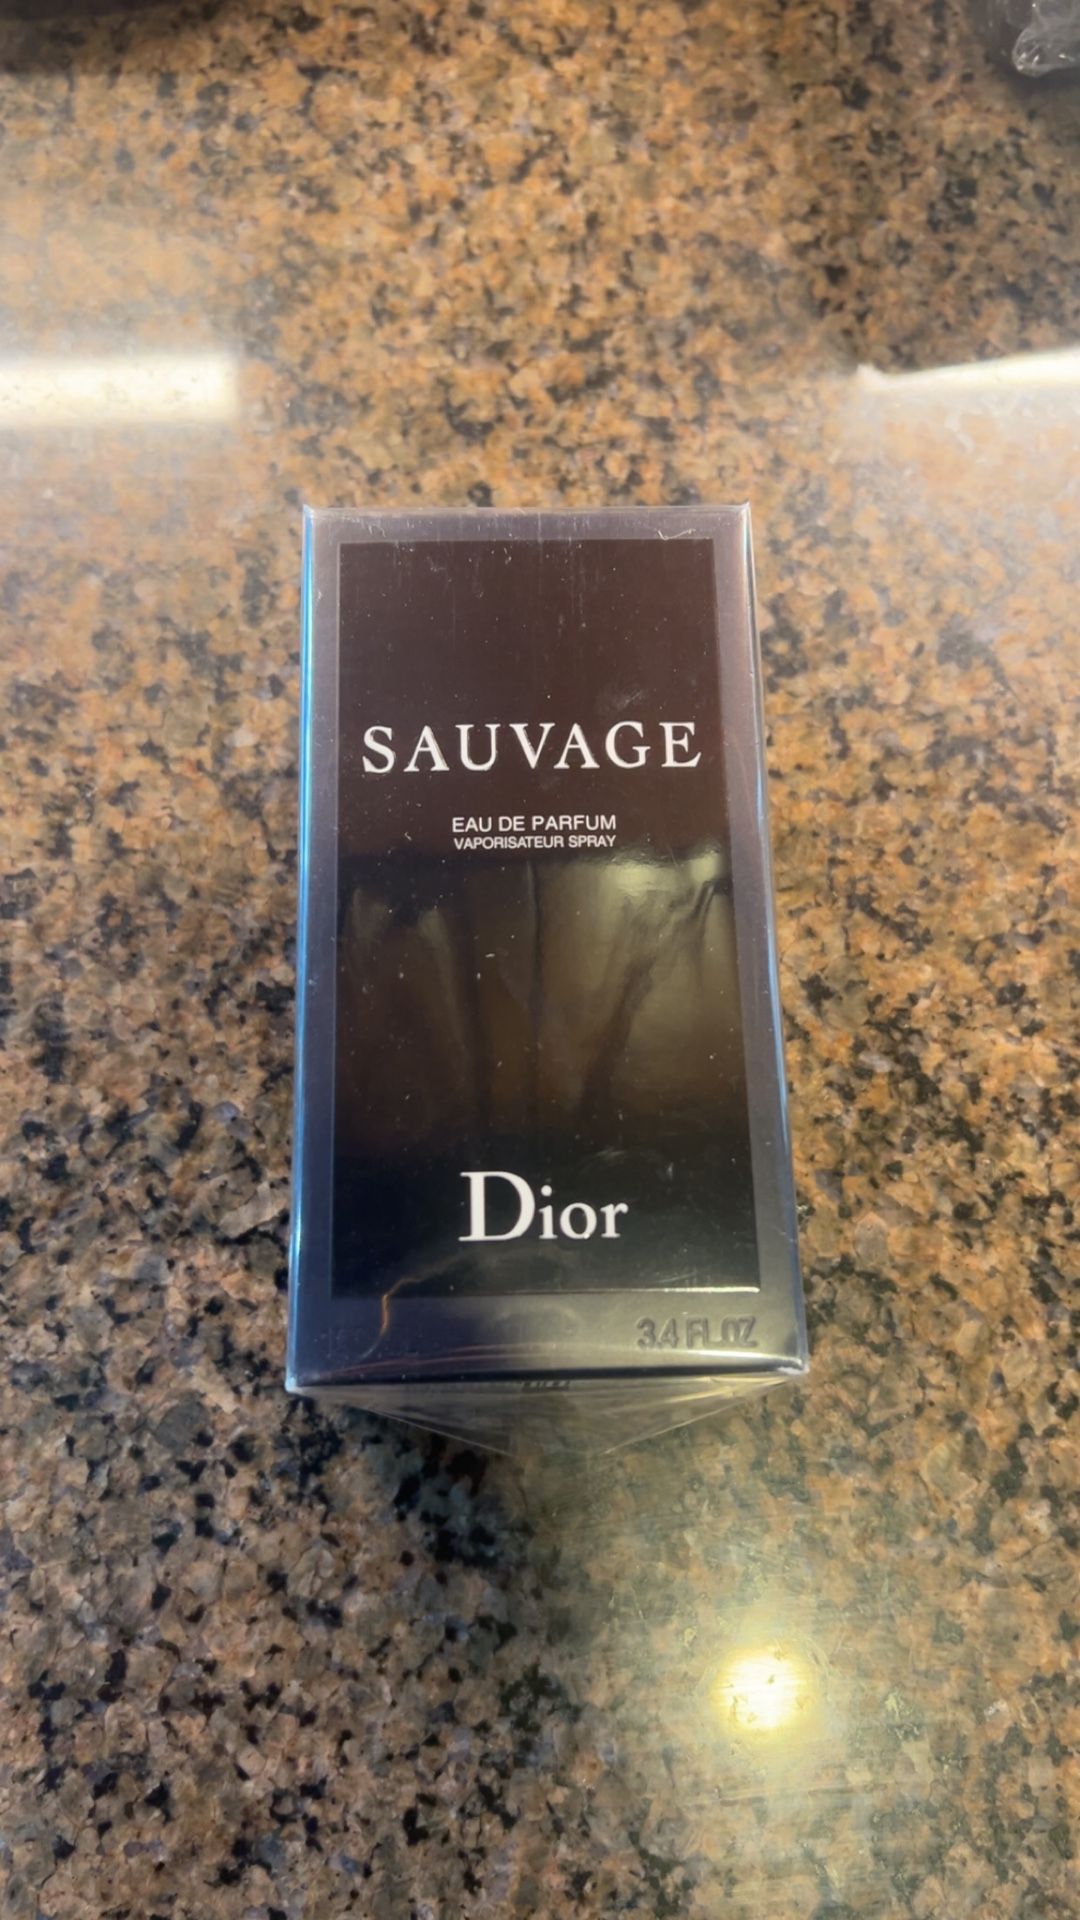 SAUVAGE
EAU DE PARFUM
VAPORISATEUR SPRAY
Dior
3.4 FL.OZ